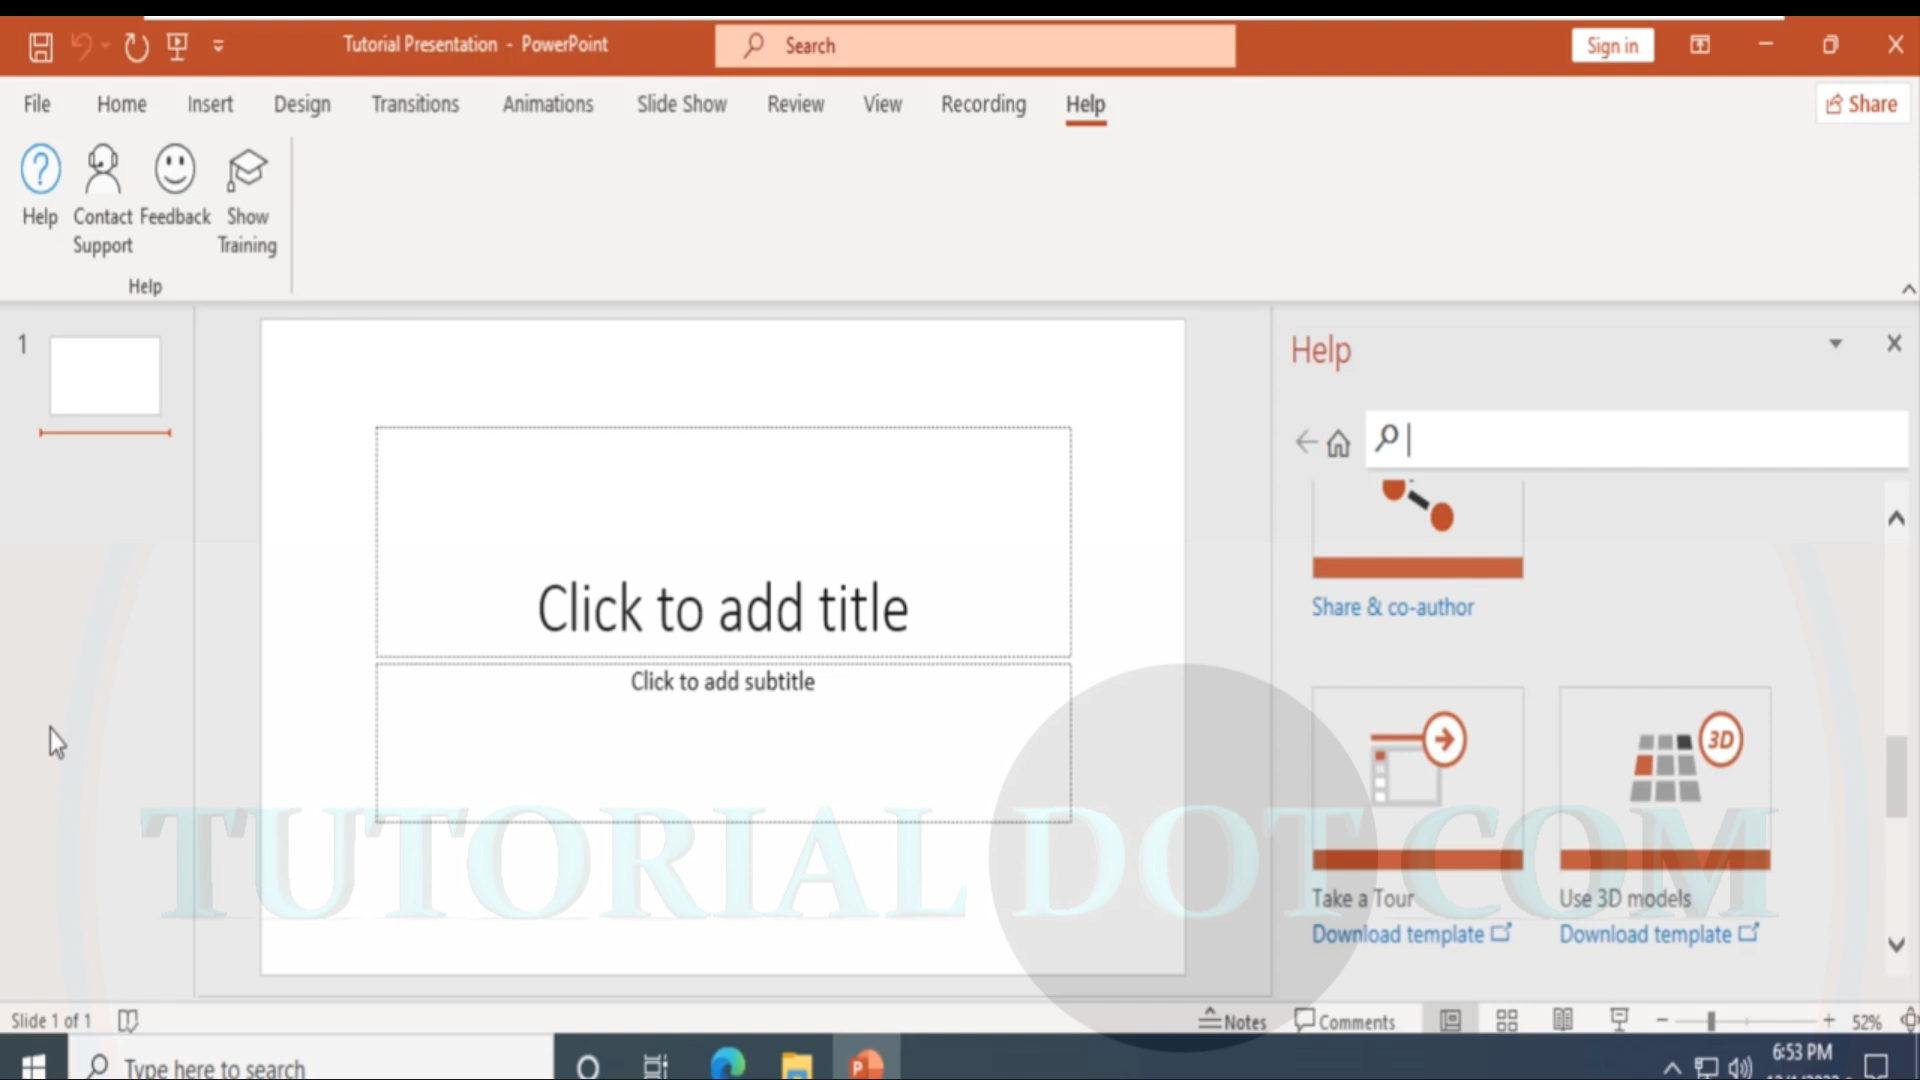 Tutorial Presentation - PowerPoint
Search
Sign in
File Home Insert Design Transitions Animations Slide Show Review View Recording Help
Share
Help
Contact Support
Feedback
Show Training
Help
1
Help
Click to add title
Click to add subtitle
Share & co-author
3D
Take a Tour
Download template
Use 3D models
Download template
TUTORIAL DOT COM
Slide 1 of 1
Notes
Comments
52%
Type here to search
P
6:53 PM